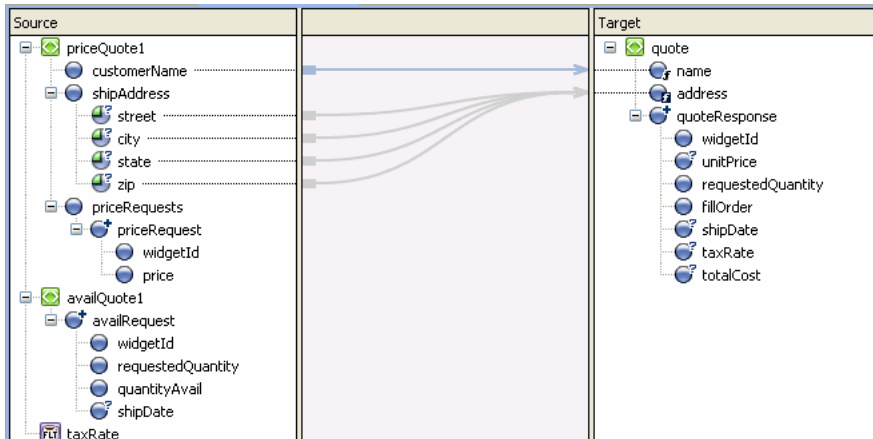 Source
priceQuote1
customerName
shipAddress
street
city
state
zip
priceRequests
priceRequest
widgetId
price
availQuote1
availRequest
widgetId
requestedQuantity
quantityAvail
shipDate
FLT taxRate
Target
quote
name
address
quoteResponse
widgetId
unitPrice
requestedQuantity
fillOrder
shipDate
taxRate
totalCost